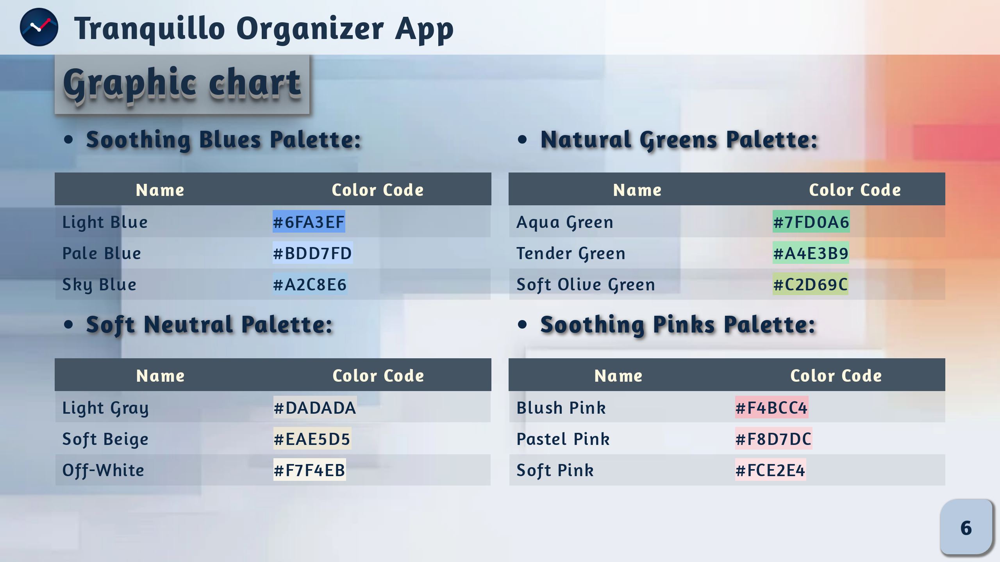 Tranquillo Organizer App
Graphic chart
• Soothing Blues Palette:
Name Color Code
Light Blue #6FA3EF
Pale Blue #BDD7FD
Sky Blue #A2C8E6
• Natural Greens Palette:
Name Color Code
Aqua Green #7FD0A6
Tender Green #A4E3B9
Soft Olive Green #C2D69C
• Soft Neutral Palette:
Name Color Code
Light Gray #DADADA
Soft Beige #EAE5D5
Off-White #F7F4EB
• Soothing Pinks Palette:
Name Color Code
Blush Pink #F4BCC4
Pastel Pink #F8D7DC
Soft Pink #FCE2E4
6